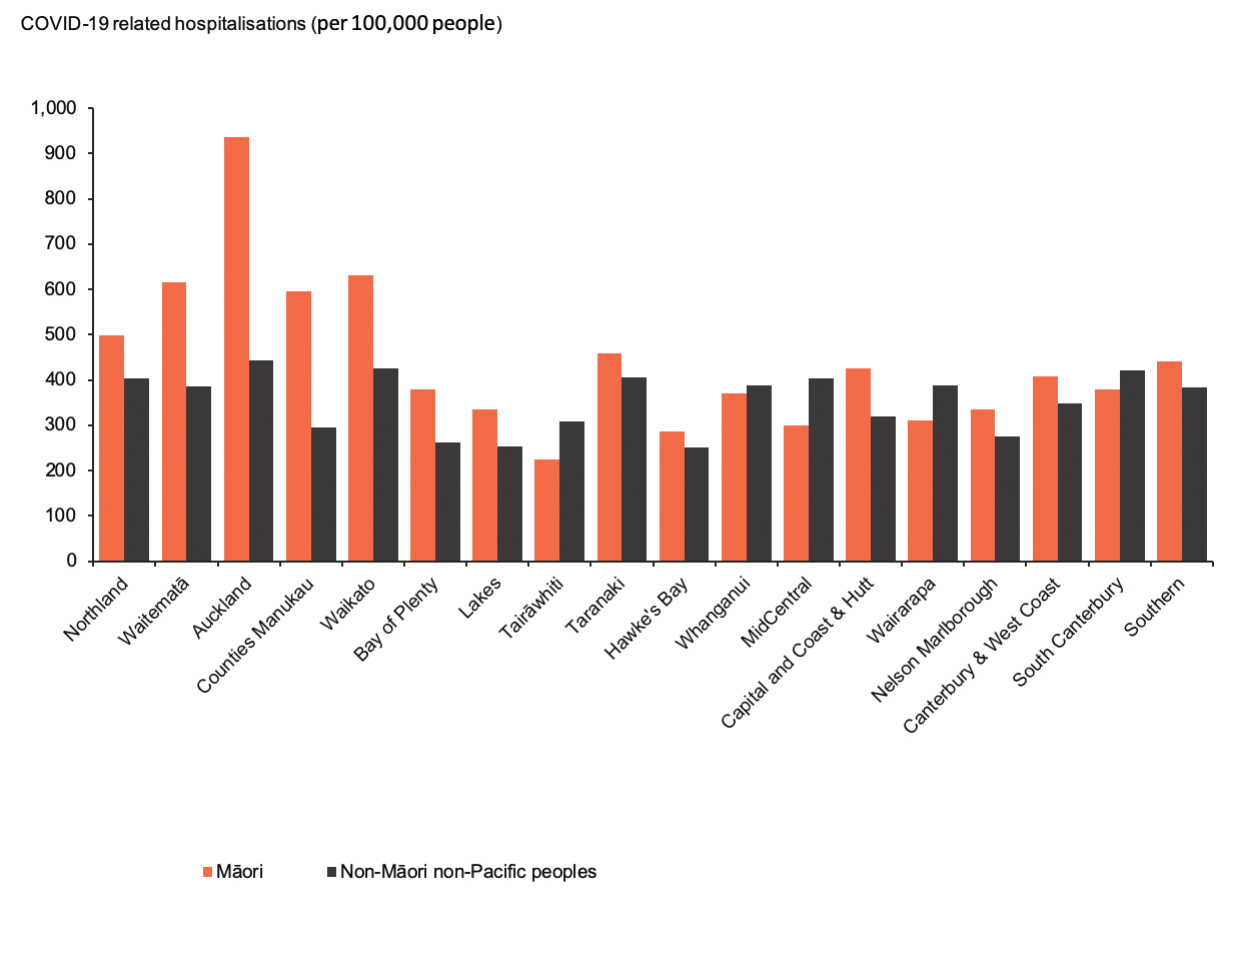 COVID-19 related hospitalisations (per 100,000 people)
1,000
900
800
700
600
500
400
300
200
100
0
Northland
Waitematā
Auckland
Counties Manukau
Waikato
Bay of Plenty
Lakes
Tairāwhiti
Taranaki
Hawke's Bay
Whanganui
MidCentral
Capital and Coast & Hutt
Wairarapa
Nelson Marlborough
Canterbury & West Coast
South Canterbury
Southern
Māori
Non-Māori non-Pacific peoples